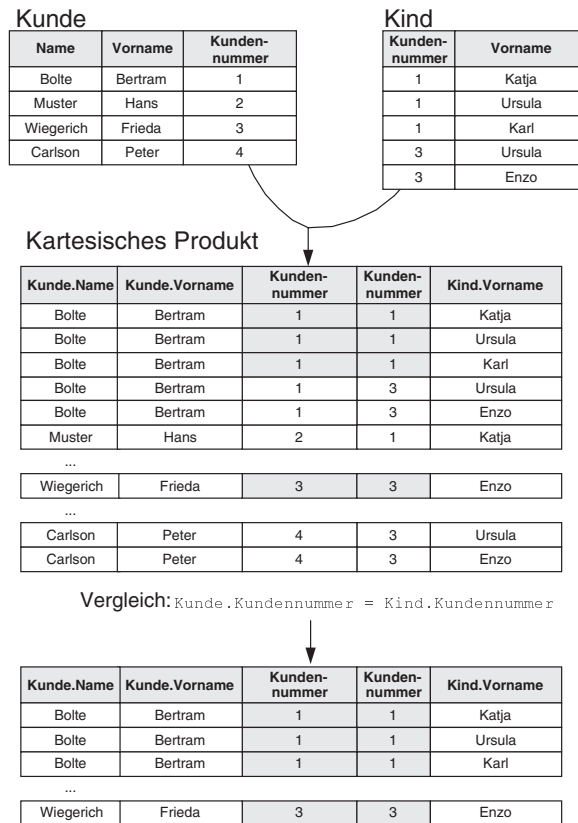 Kunde
Name Vorname Kunden-
nummer
Bolte Bertram 1
Muster Hans 2
Wiegerich Frieda 3
Carlson Peter 4
Kind
Kunden-
nummer Vorname
1 Katja
1 Ursula
1 Karl
3 Ursula
3 Enzo
Kartesisches Produkt
Kunde.Name Kunde.Vorname Kunden-
nummer Kunden-
nummer Kind.Vorname
Bolte Bertram 1 1 Katja
Bolte Bertram 1 1 Ursula
Bolte Bertram 1 1 Karl
Bolte Bertram 1 3 Ursula
Bolte Bertram 1 3 Enzo
Muster Hans 2 1 Katja
...
Wiegerich Frieda 3 3 Enzo
...
Carlson Peter 4 3 Ursula
Carlson Peter 4 3 Enzo
Vergleich: Kunde.Kundennummer = Kind.Kundennummer
Kunde.Name Kunde.Vorname Kunden-
nummer Kunden-
nummer Kind.Vorname
Bolte Bertram 1 1 Katja
Bolte Bertram 1 1 Ursula
Bolte Bertram 1 1 Karl
...
Wiegerich Frieda 3 3 Enzo